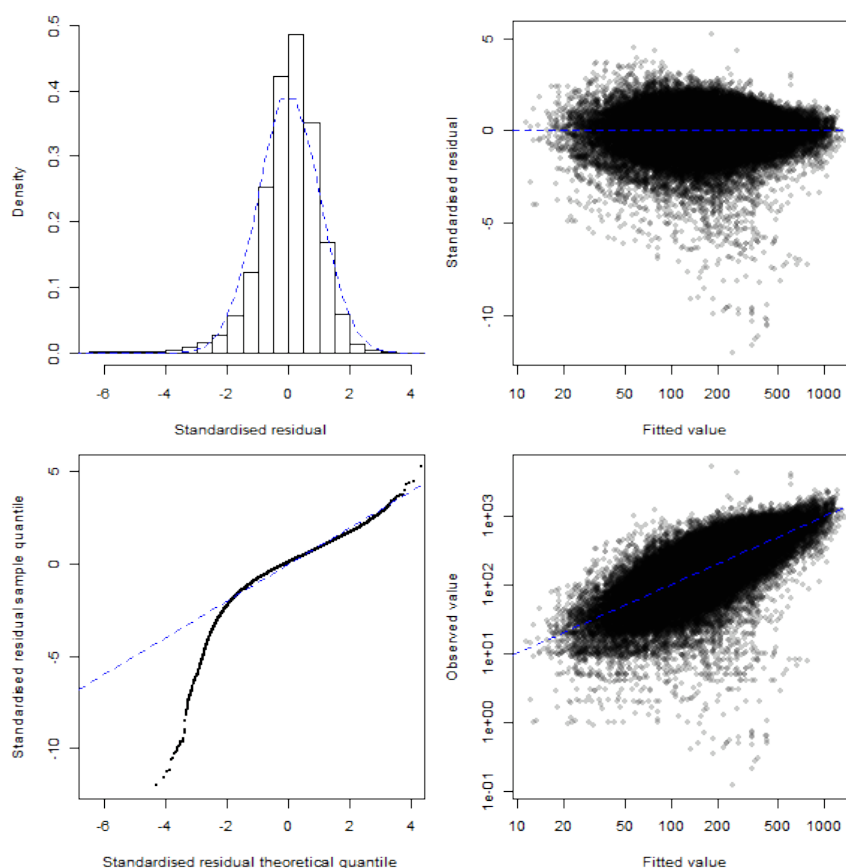 0.5
0.4
0.3
0.2
0.1
0.0
Density
-6 -4 -2 0 2 4
Standardised residual
5
0
-5
-10
Standardised residual
10 20 50 100 200 500 1000
Fitted value
5
0
-5
-10
Standardised residual sample quantile
-6 -4 -2 0 2 4
Standardised residual theoretical quantile
1e+03
1e+02
1e+01
1e+00
1e-01
Observed value
10 20 50 100 200 500 1000
Fitted value